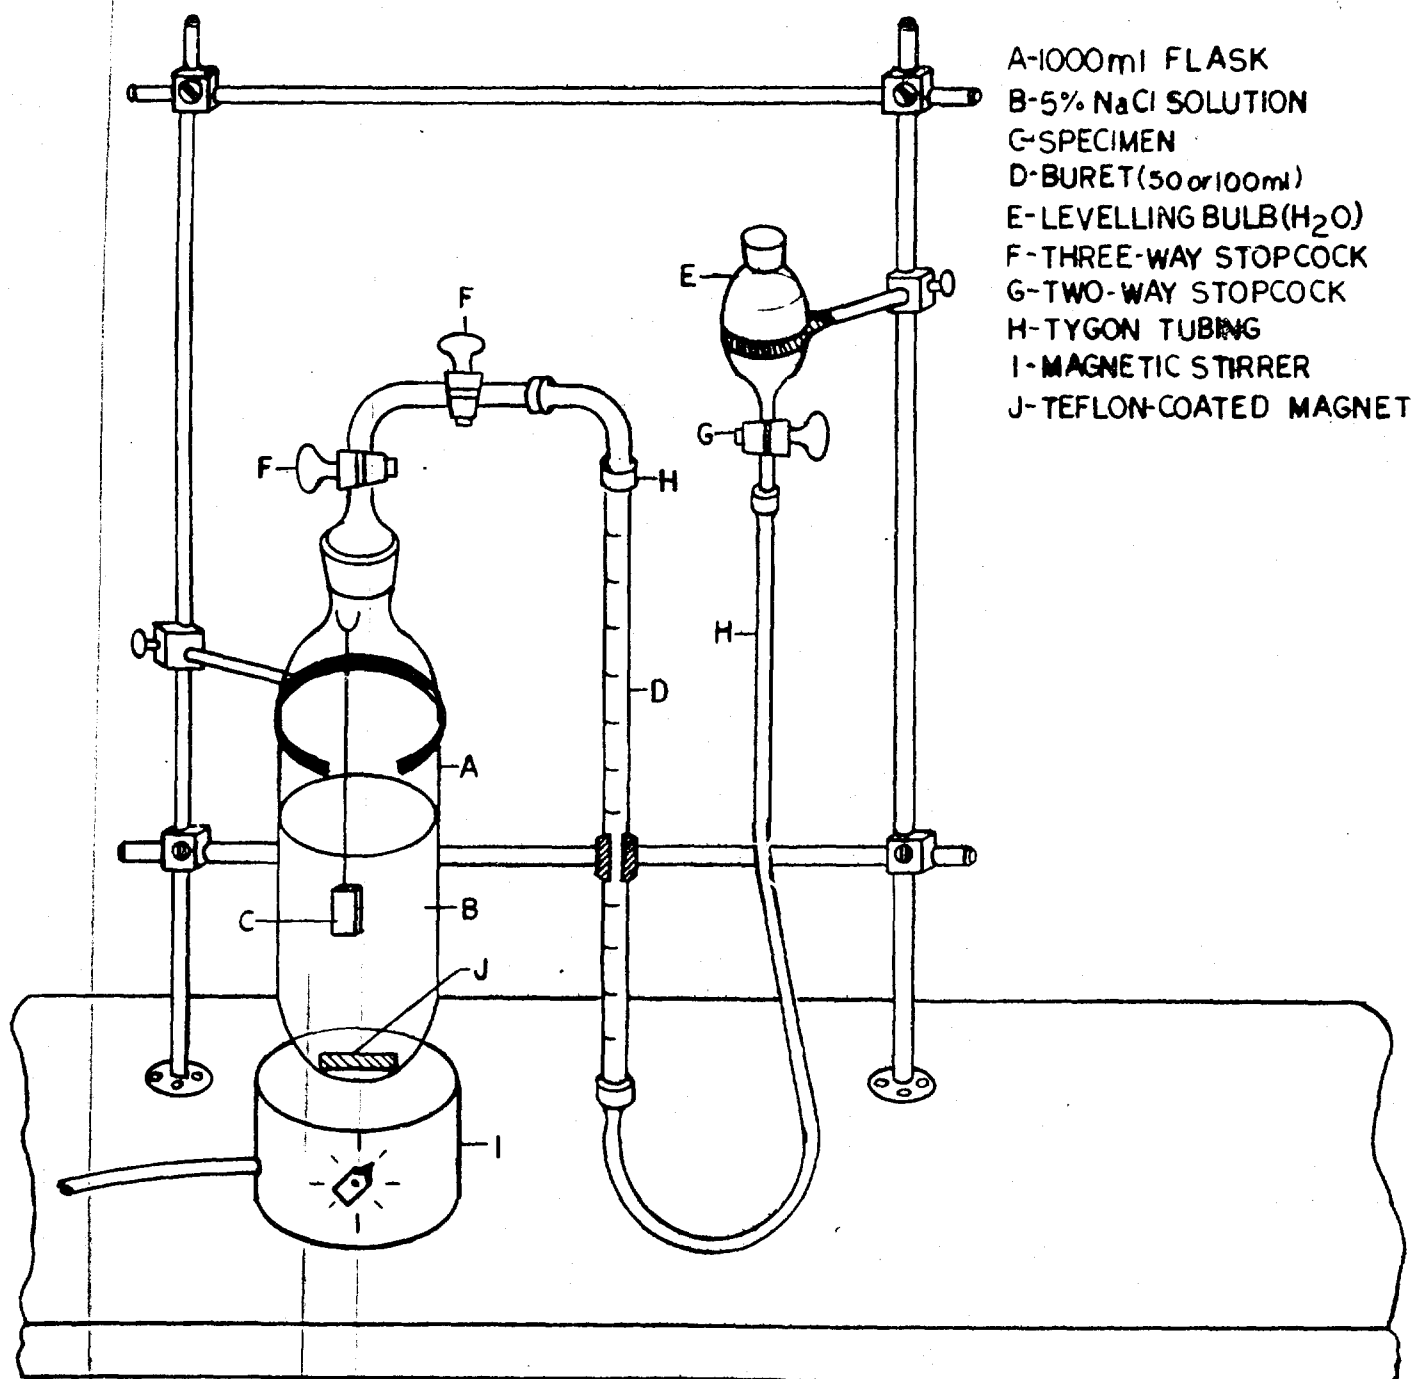 A-1000ml FLASK
B-5% NaCl SOLUTION
C-SPECIMEN
D-BURET(50 or 100ml)
E-LEVELLING BULB(H₂O)
F-THREE-WAY STOPCOCK
G-TWO-WAY STOPCOCK
H-TYGON TUBING
I-MAGNETIC STIRRER
J-TEFLON-COATED MAGNET
E
F
G
F
H
H
D
A
B
C
J
I